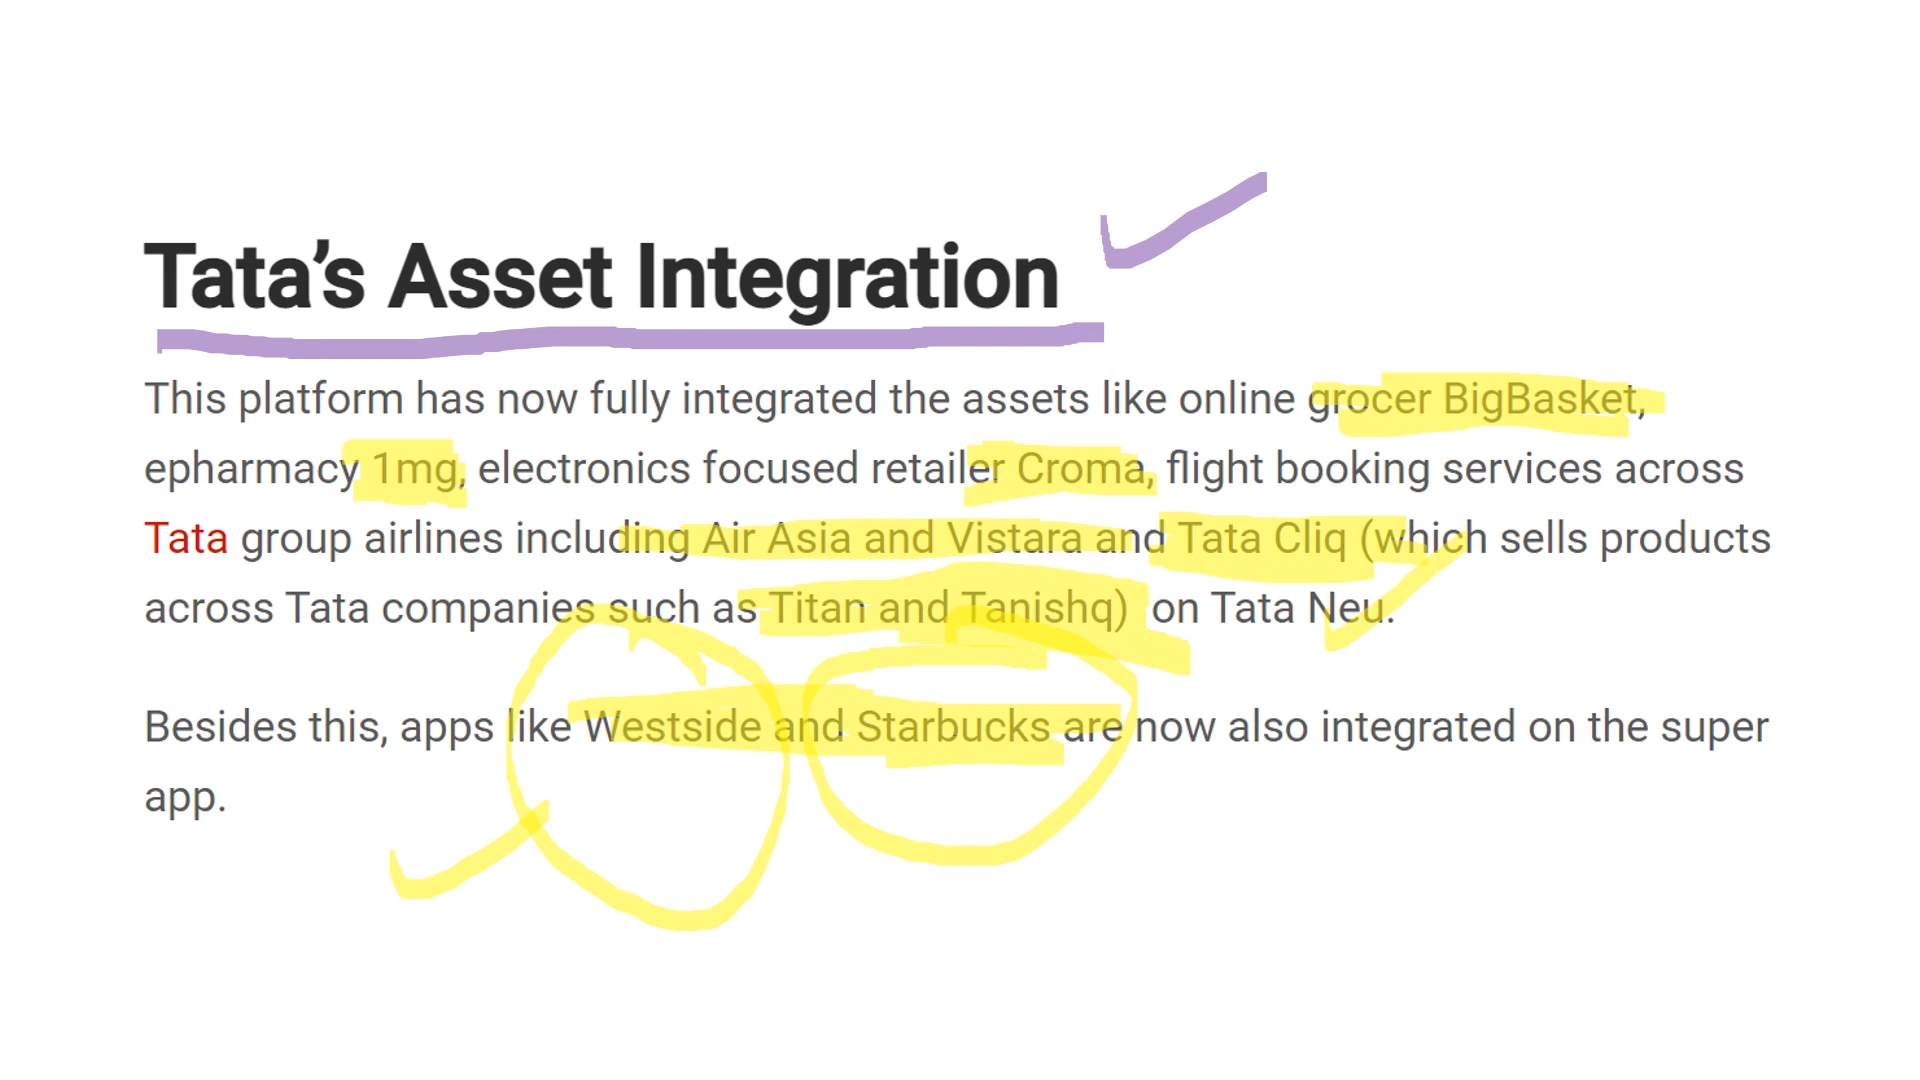 Tata’s Asset Integration
This platform has now fully integrated the assets like online grocer BigBasket,
epharmacy 1mg, electronics focused retailer Croma, flight booking services across
Tata group airlines including Air Asia and Vistara and Tata Cliq (which sells products
across Tata companies such as Titan and Tanishq) on Tata Neu.
Besides this, apps like Westside and Starbucks are now also integrated on the super
app.